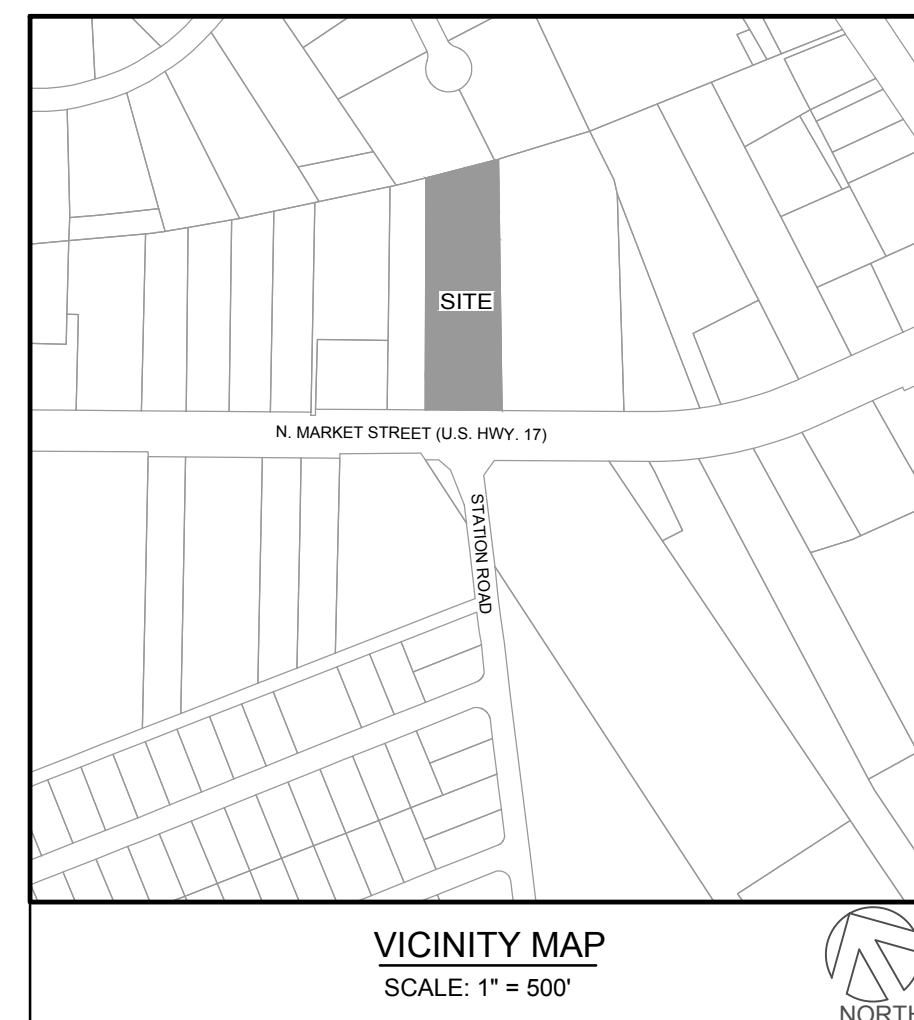 SITE
N. MARKET STREET (U.S. HWY. 17)
STATION ROAD
VICINITY MAP
SCALE: 1" = 500'
NORTH